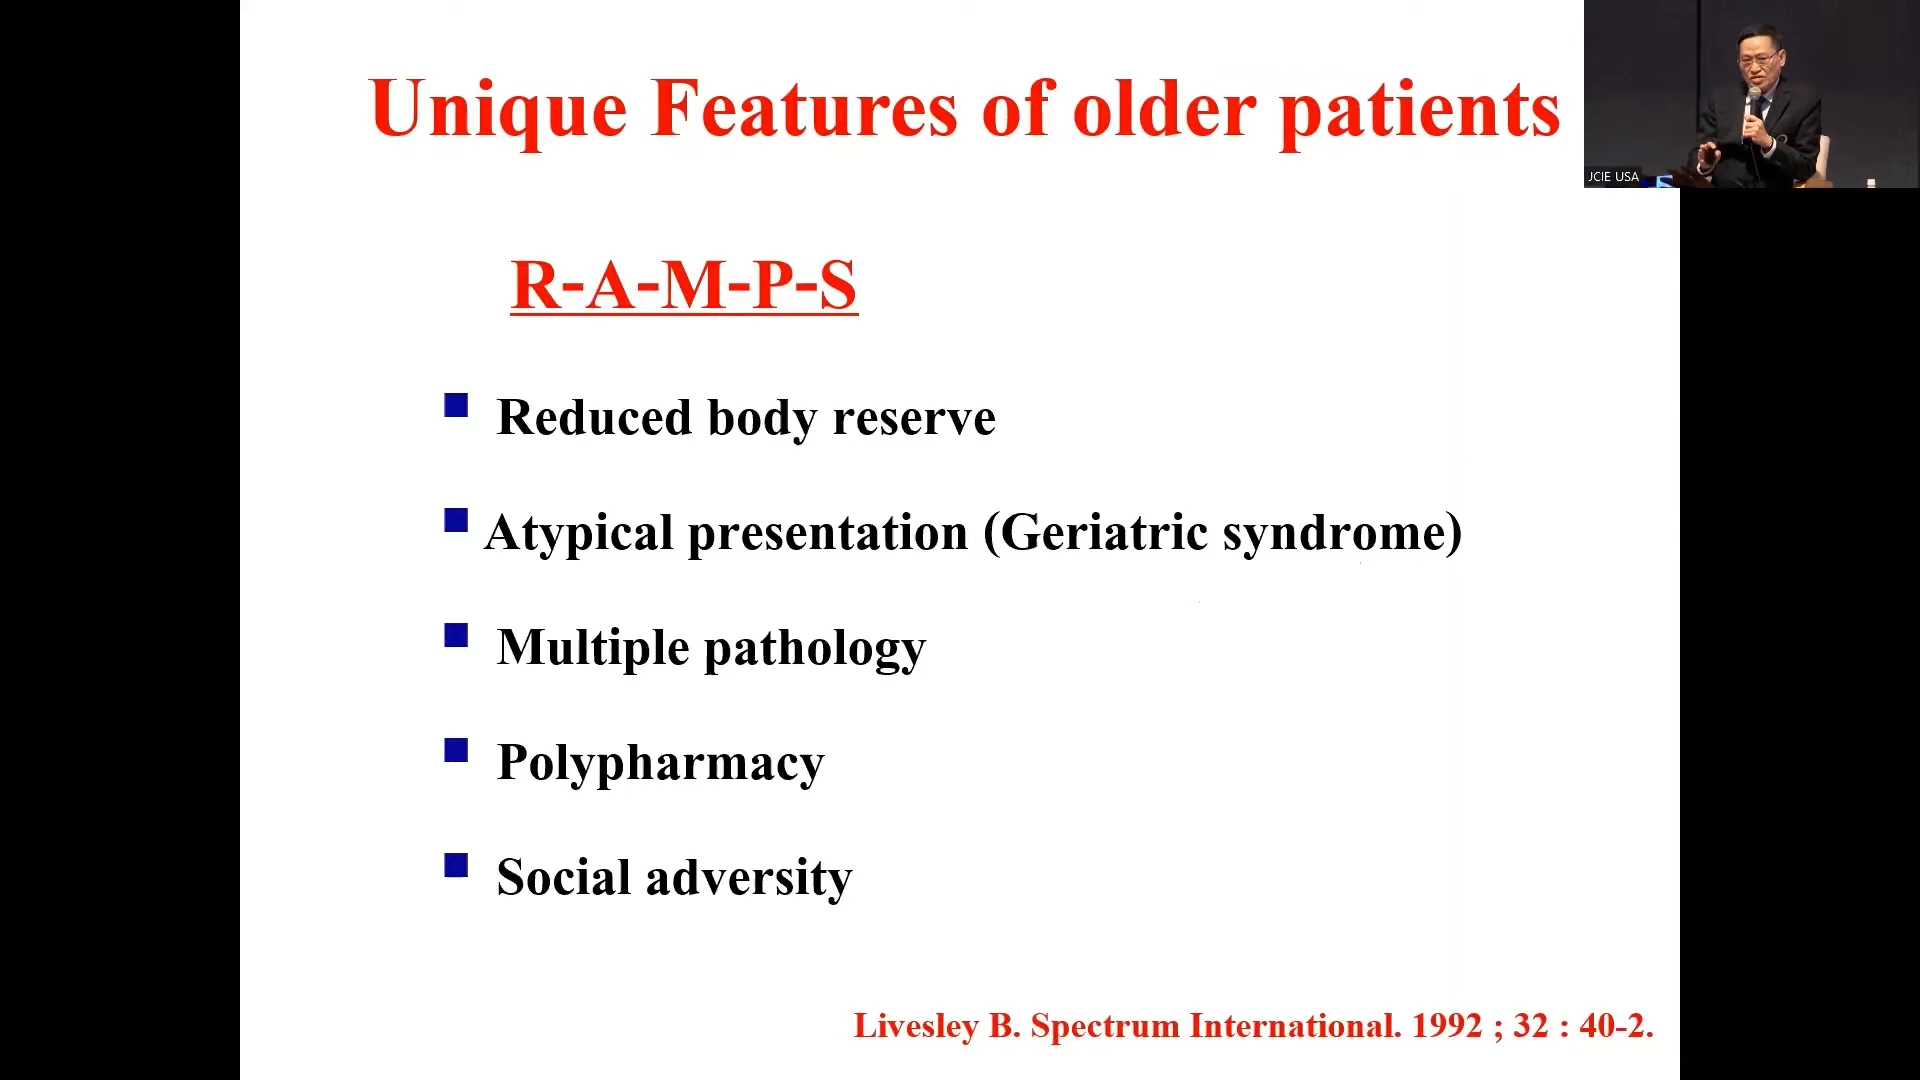 Unique Features of older patients
JCIE USA
R-A-M-P-S
Reduced body reserve
Atypical presentation (Geriatric syndrome)
Multiple pathology
Polypharmacy
Social adversity
Livesley B. Spectrum International. 1992 ; 32 : 40-2.